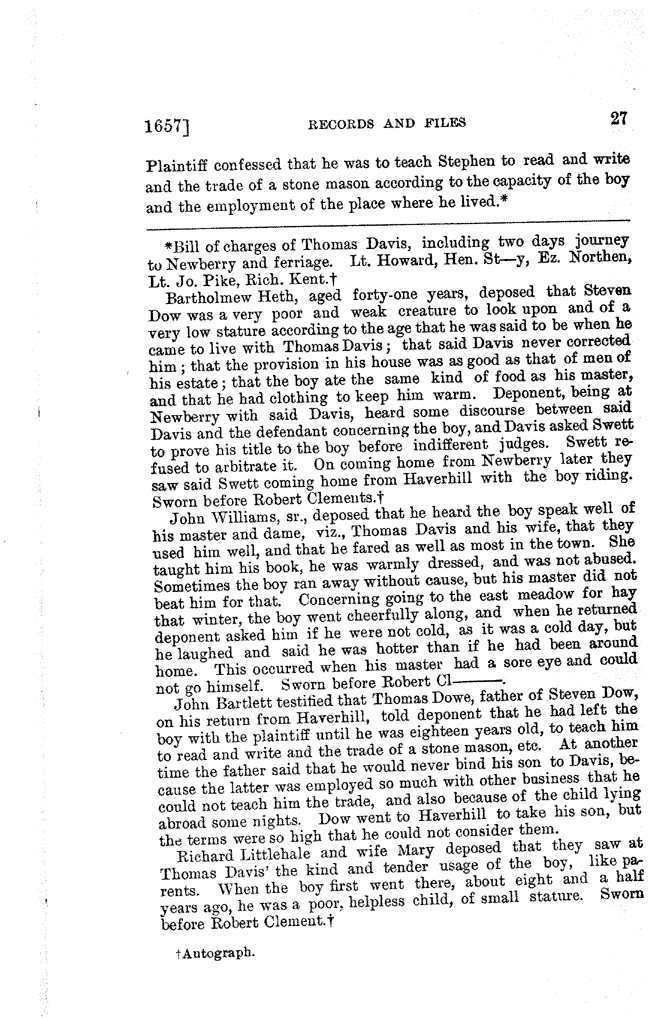 1657]
RECORDS AND FILES
27
Plaintiff confessed that he was to teach Stephen to read and write
and the trade of a stone mason according to the capacity of the boy
and the employment of the place where he lived.*
*Bill of charges of Thomas Davis, including two days journey
to Newberry and ferriage. Lt. Howard, Hen. St—y, Ez. Northen,
Lt. Jo. Pike, Rich. Kent.†
Bartholmew Heth, aged forty-one years, deposed that Steven
Dow was a very poor and weak creature to look upon and of a
very low stature according to the age that he was said to be when he
came to live with Thomas Davis; that said Davis never corrected
him; that the provision in his house was as good as that of men of
his estate; that the boy ate the same kind of food as his master,
and that he had clothing to keep him warm. Deponent, being at
Newberry with said Davis, heard some discourse between said
Davis and the defendant concerning the boy, and Davis asked Swett
to prove his title to the boy before indifferent judges. Swett re-
fused to arbitrate it. On coming home from Newberry later they
saw said Swett coming home from Haverhill with the boy riding.
Sworn before Robert Clements.†
John Williams, sr., deposed that he heard the boy speak well of
his master and dame, viz., Thomas Davis and his wife, that they
used him well, and that he fared as well as most in the town. She
taught him his book, he was warmly dressed, and was not abused.
Sometimes the boy ran away without cause, but his master did not
beat him for that. Concerning going to the east meadow for hay
that winter, the boy went cheerfully along, and when he returned
deponent asked him if he were not cold, as it was a cold day, but
he laughed and said he was hotter than if he had been around
home. This occurred when his master had a sore eye and could
not go himself. Sworn before Robert Cl———.
John Bartlett testified that Thomas Dowe, father of Steven Dow,
on his return from Haverhill, told deponent that he had left the
boy with the plaintiff until he was eighteen years old, to teach him
to read and write and the trade of a stone mason, etc. At another
time the father said that he would never bind his son to Davis, be-
cause the latter was employed so much with other business that he
could not teach him the trade, and also because of the child lying
abroad some nights. Dow went to Haverhill to take his son, but
the terms were so high that he could not consider them.
Richard Littlehale and wife Mary deposed that they saw at
Thomas Davis' the kind and tender usage of the boy, like pa-
rents. When the boy first went there, about eight and a half
years ago, he was a poor, helpless child, of small stature. Sworn
before Robert Clement.†
†Autograph.